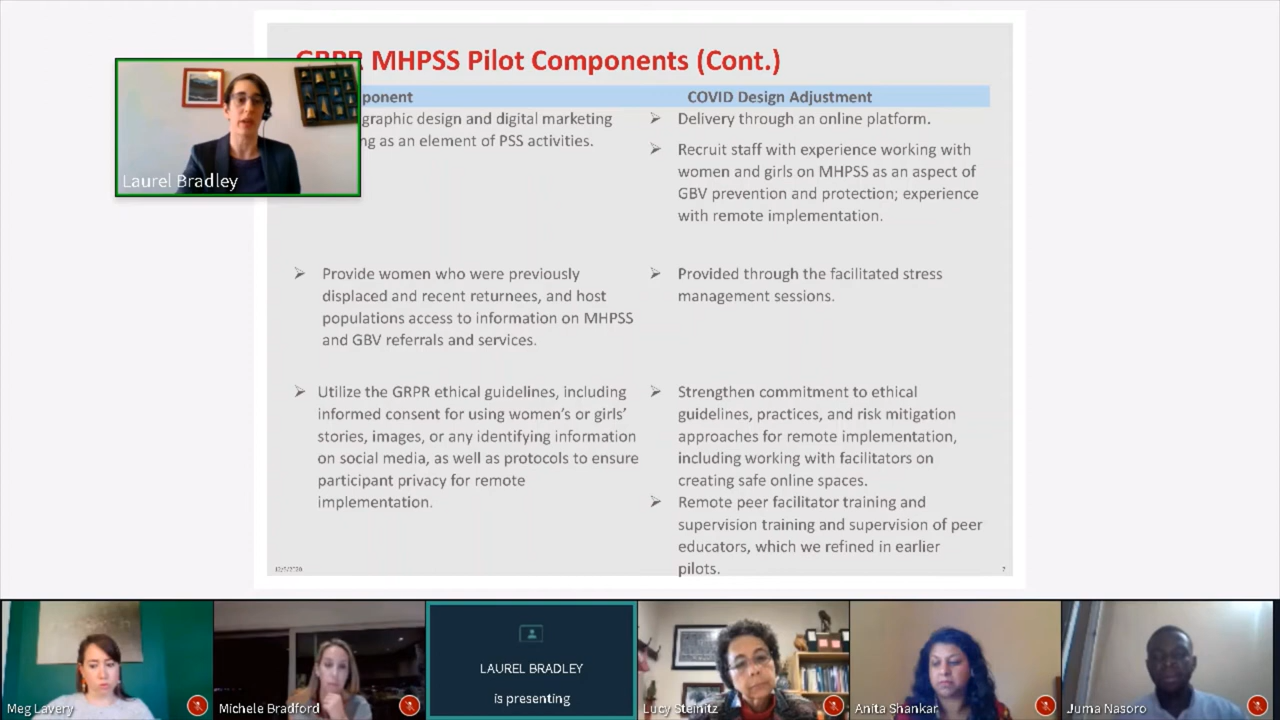 MHPSS Pilot Components (Cont.)
COVID Design Adjustment
graphic design and digital marketing
as an element of PSS activities.
Laurel Bradley
➢ Delivery through an online platform.
➢ Recruit staff with experience working with
women and girls on MHPSS as an aspect of
GBV prevention and protection; experience
with remote implementation.
➢ Provide women who were previously
displaced and recent returnees, and host
populations access to information on MHPSS
and GBV referrals and services.
➢ Provided through the facilitated stress
management sessions.
➢ Utilize the GRPR ethical guidelines, including
informed consent for using women's or girls'
stories, images, or any identifying information
on social media, as well as protocols to ensure
participant privacy for remote
implementation.
➢ Strengthen commitment to ethical
guidelines, practices, and risk mitigation
approaches for remote implementation,
including working with facilitators on
creating safe online spaces.
➢ Remote peer facilitator training and
supervision training and supervision of peer
educators, which we refined in earlier
pilots.
7
Meg Lavery
Michele Bradford
LAUREL BRADLEY
is presenting
Lucy Steinitz
Anita Shankar
Juma Nasoro